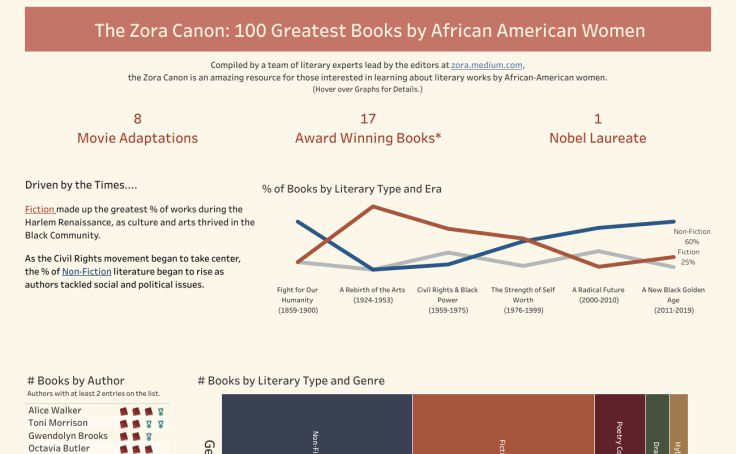 The Zora Canon: 100 Greatest Books by African American Women
Compiled by a team of literary experts lead by the editors at zora.medium.com,
the Zora Canon is an amazing resource for those interested in learning about literary works by African-American women.
(Hover over Graphs for Details.)
8
Movie Adaptations
17
Award Winning Books*
1
Nobel Laureate
Driven by the Times....
Fiction made up the greatest % of works during the
Harlem Renaissance, as culture and arts thrived in the
Black Community.
As the Civil Rights movement began to take center,
the % of Non-Fiction literature began to rise as
authors tackled social and political issues.
% of Books by Literary Type and Era
Non-Fiction
60%
Fiction
25%
Fight for Our
Humanity
(1859-1900)
A Rebirth of the Arts
(1924-1953)
Civil Rights & Black
Power
(1959-1975)
The Strength of Self
Worth
(1976-1999)
A Radical Future
(2000-2010)
A New Black Golden
Age
(2011-2019)
# Books by Author
Authors with at least 2 entries on the list.
Alice Walker
Toni Morrison
Gwendolyn Brooks
Octavia Butler
# Books by Literary Type and Genre
Non-Fi
Ficti
Poetry Co
Dra
Hy
Ge